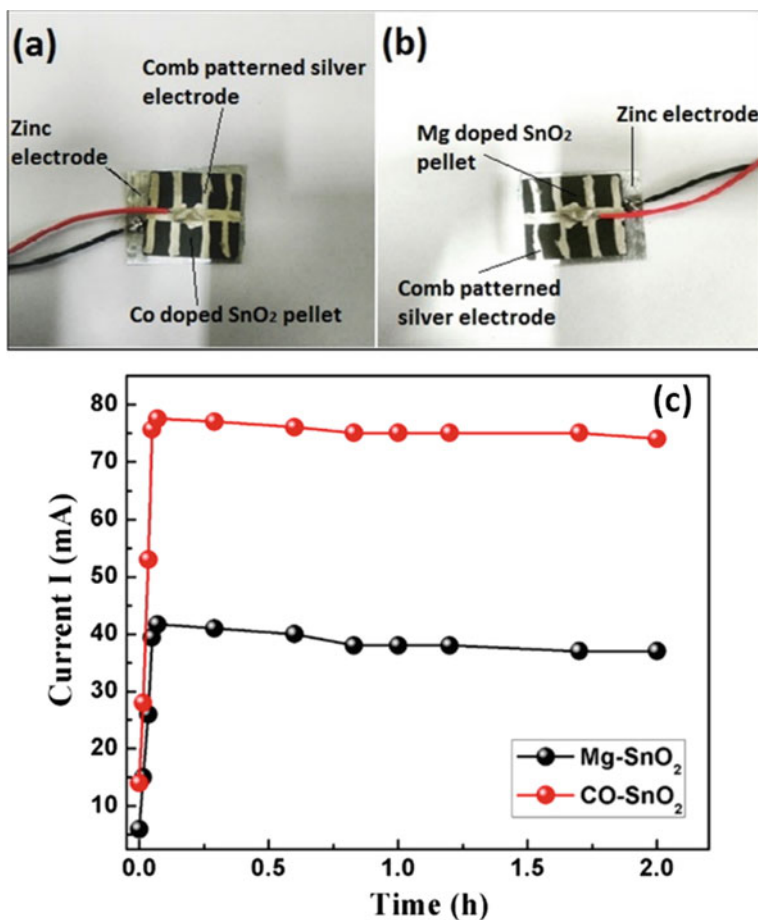 (a)
Comb patterned silver
electrode
Zinc
electrode
Co doped SnO₂ pellet
(b)
Zinc electrode
Mg doped SnO₂
pellet
Comb patterned
silver electrode
(c)
80
70
60
50
40
30
20
10
Current I (mA)
0.0 0.5 1.0 1.5 2.0
Time (h)
Mg-SnO₂
CO-SnO₂